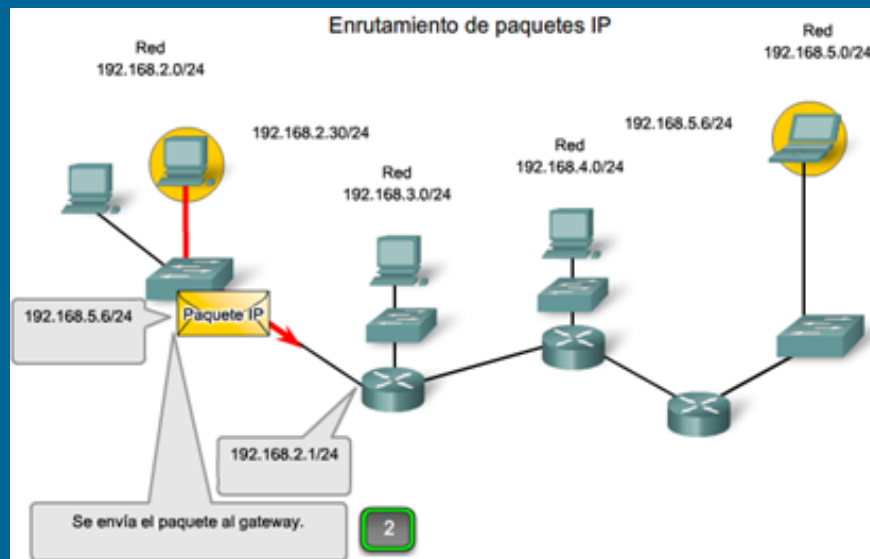 Enrutamiento de paquetes IP
Red
192.168.2.0/24
Red
192.168.5.0/24
192.168.2.30/24
192.168.5.6/24
Red
192.168.3.0/24
Red
192.168.4.0/24
192.168.5.6/24
Paquete IP
192.168.2.1/24
Se envía el paquete al gateway.
2